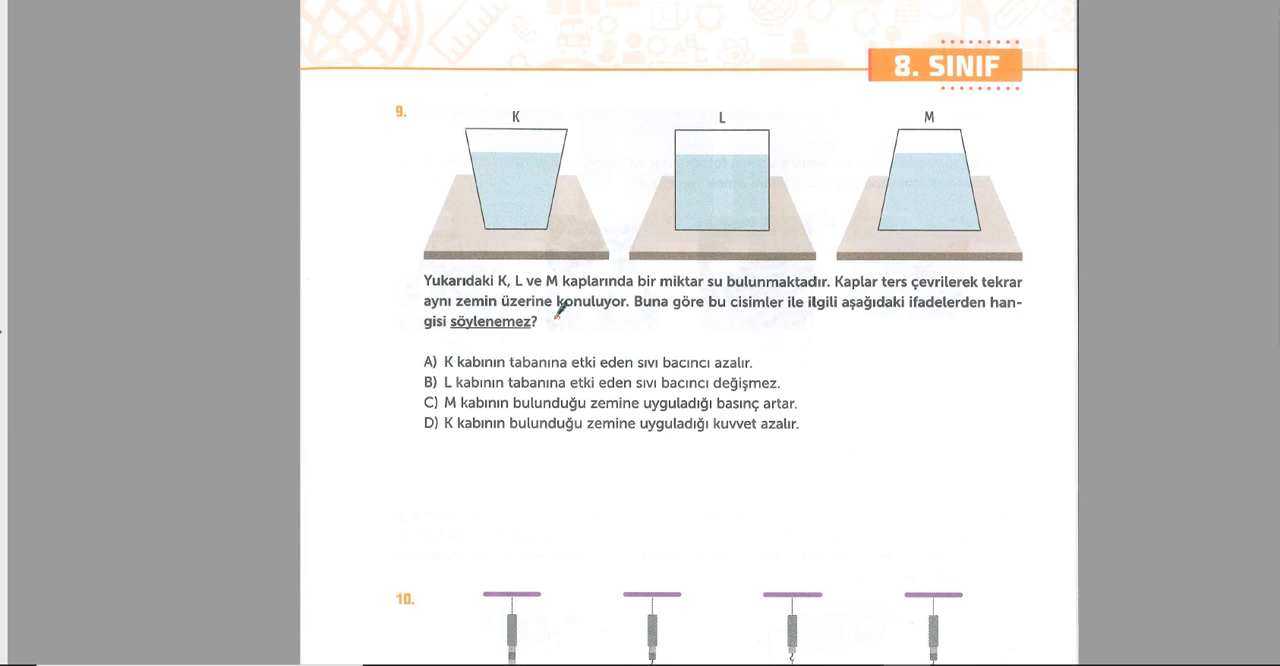 8. SINIF
9.
K
L
M
Yukarıdaki K, L ve M kaplarında bir miktar su bulunmaktadır. Kaplar ters çevrilerek tekrar
aynı zemin üzerine konuluyor. Buna göre bu cisimler ile ilgili aşağıdaki ifadelerden han-
gisi söylenemez?
A) K kabının tabanına etki eden sıvı bacıncı azalır.
B) L kabının tabanına etki eden sıvı bacıncı değişmez.
C) M kabının bulunduğu zemine uyguladığı basınç artar.
D) K kabının bulunduğu zemine uyguladığı kuvvet azalır.
10.